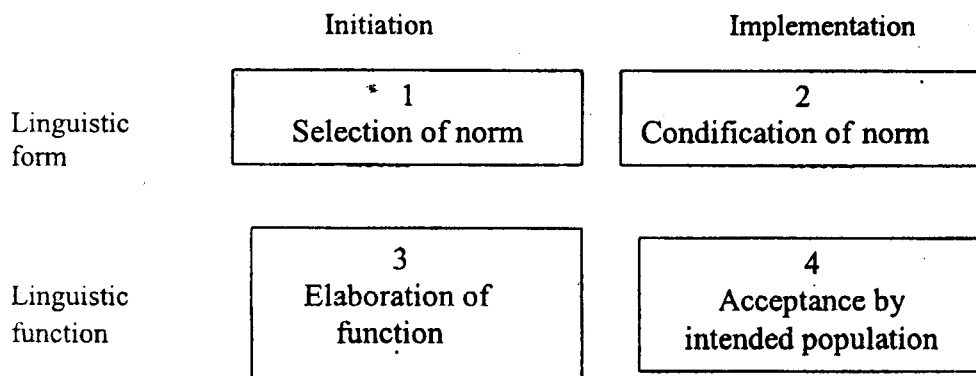 Initiation Implementation
Linguistic form
1
Selection of norm
2
Condification of norm
Linguistic function
3
Elaboration of function
4
Acceptance by intended population